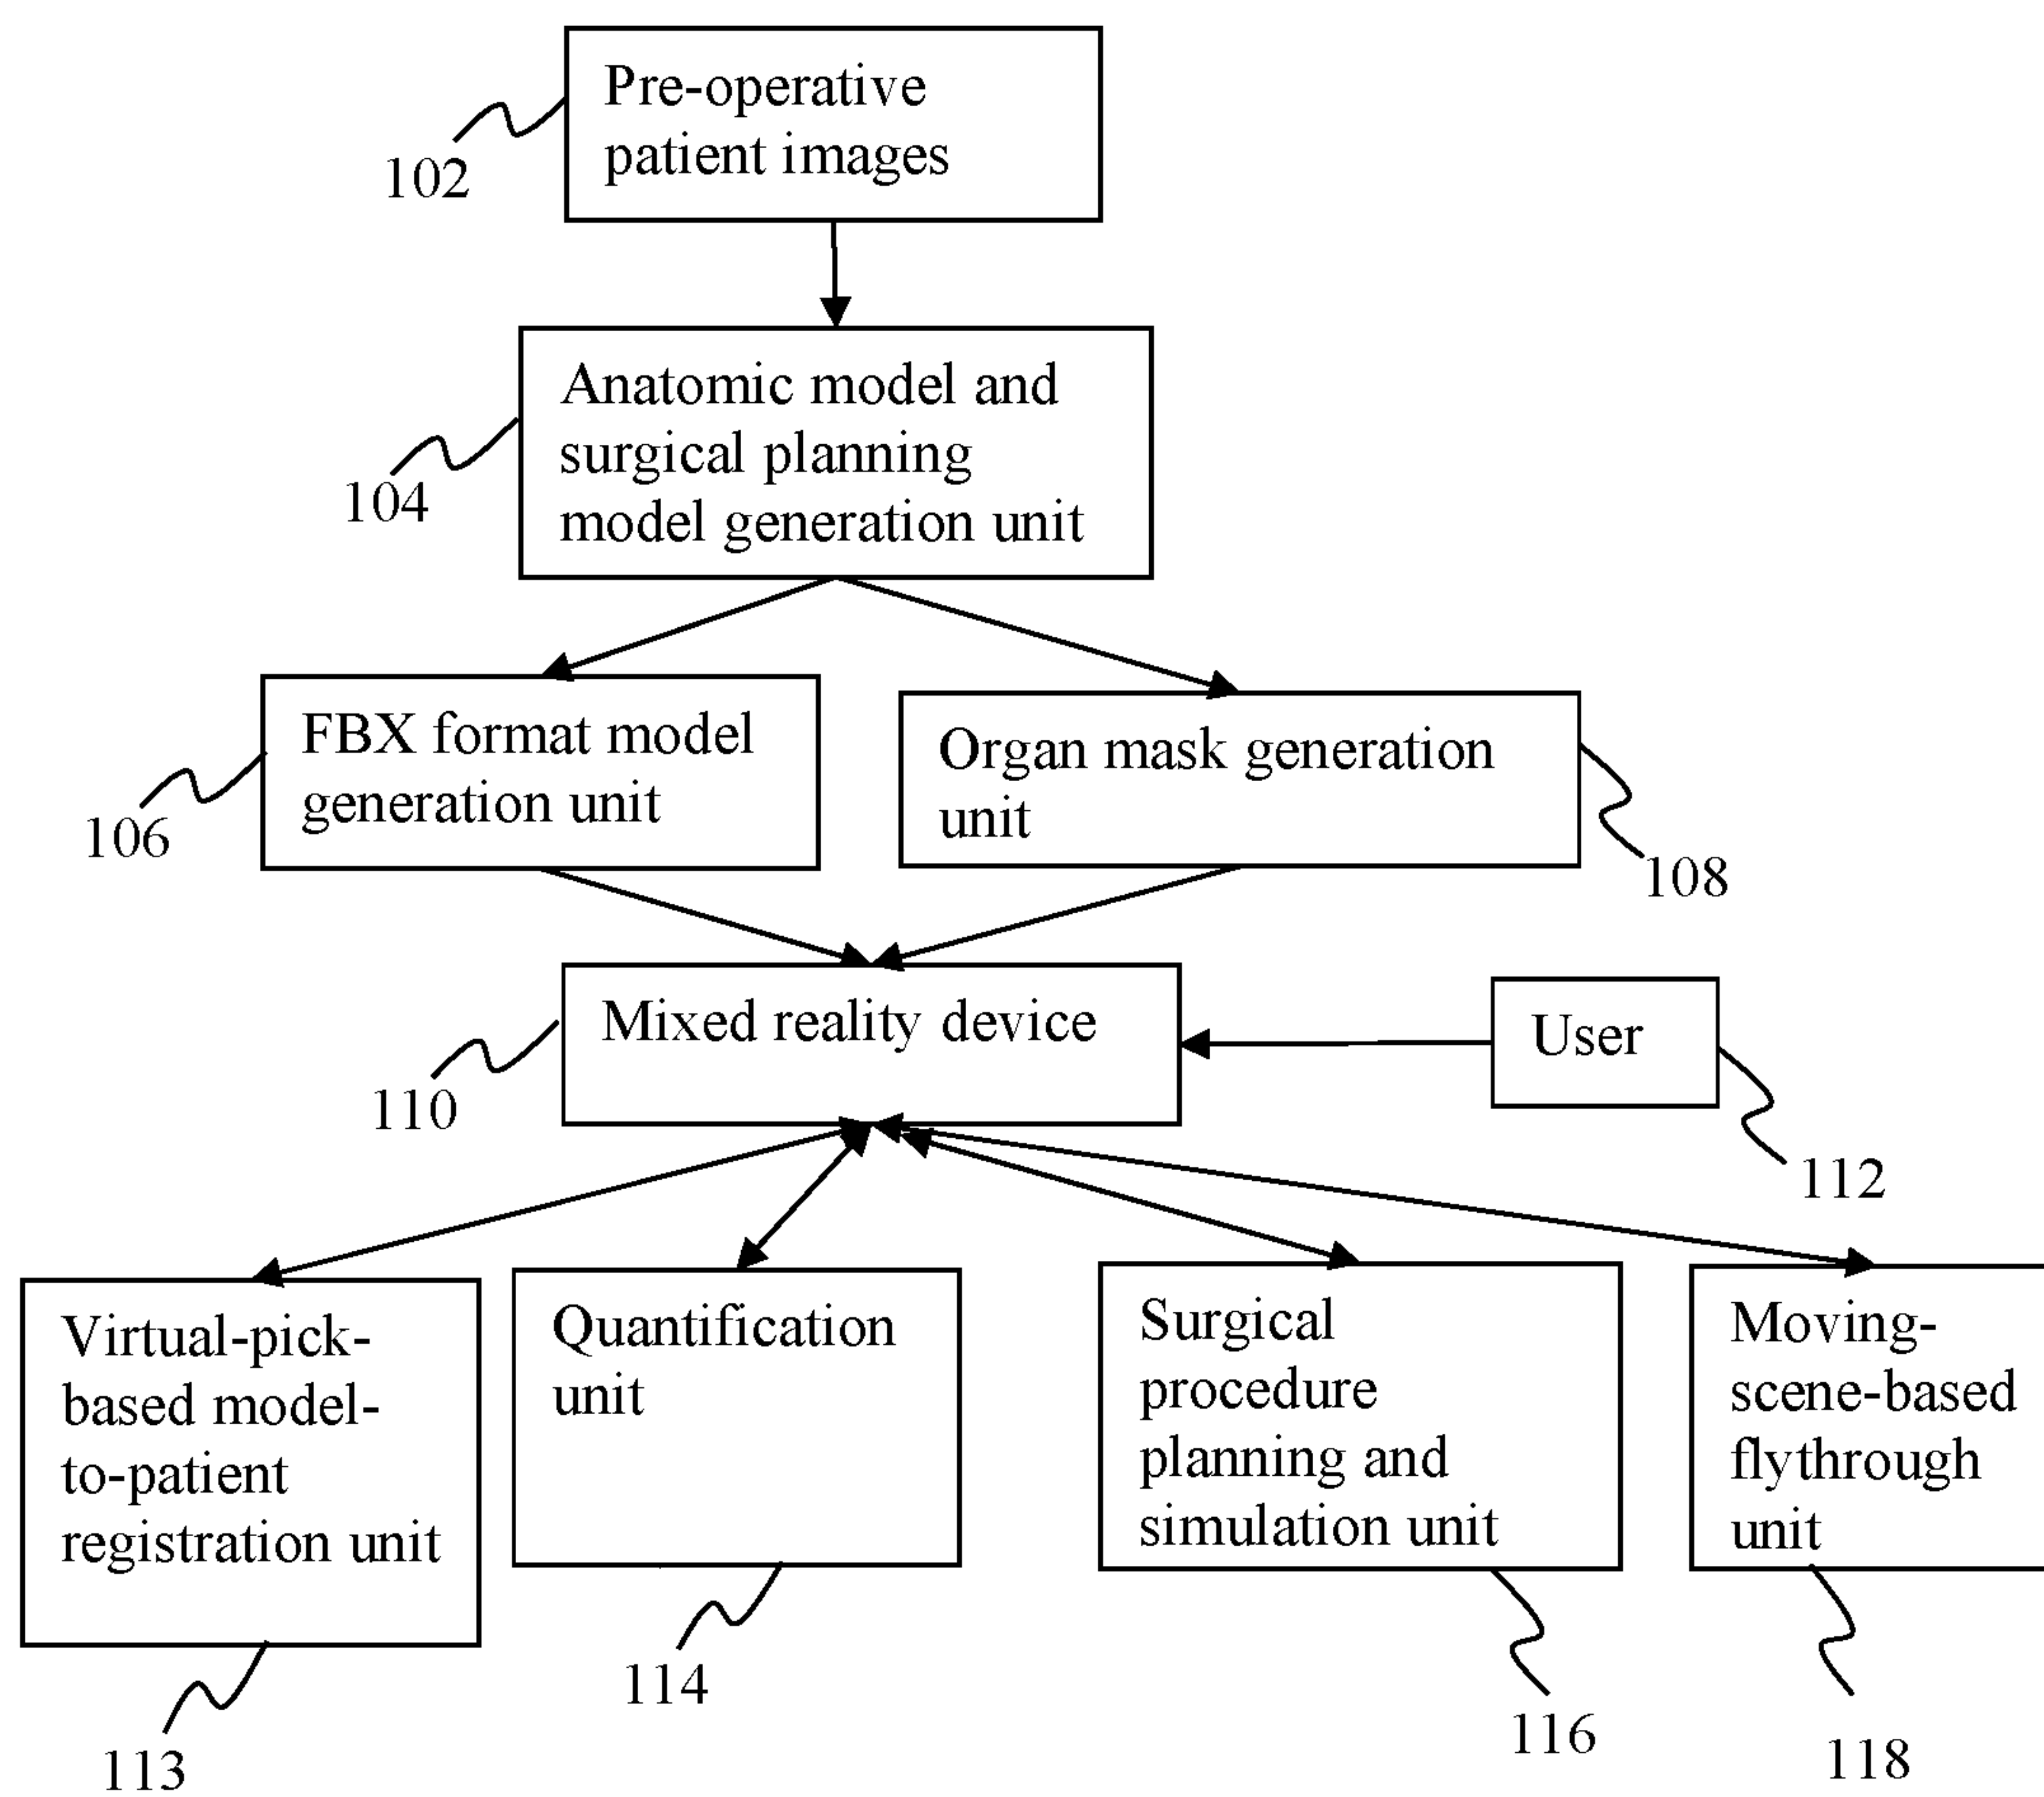 Pre-operative
patient images
102
Anatomic model and
surgical planning
model generation unit
104
FBX format model
generation unit
106
Organ mask generation
unit
108
Mixed reality device
110
User
112
Virtual-pick-
based model-
to-patient
registration unit
113
Quantification
unit
114
Surgical
procedure
planning and
simulation unit
116
Moving-
scene-based
flythrough
unit
118